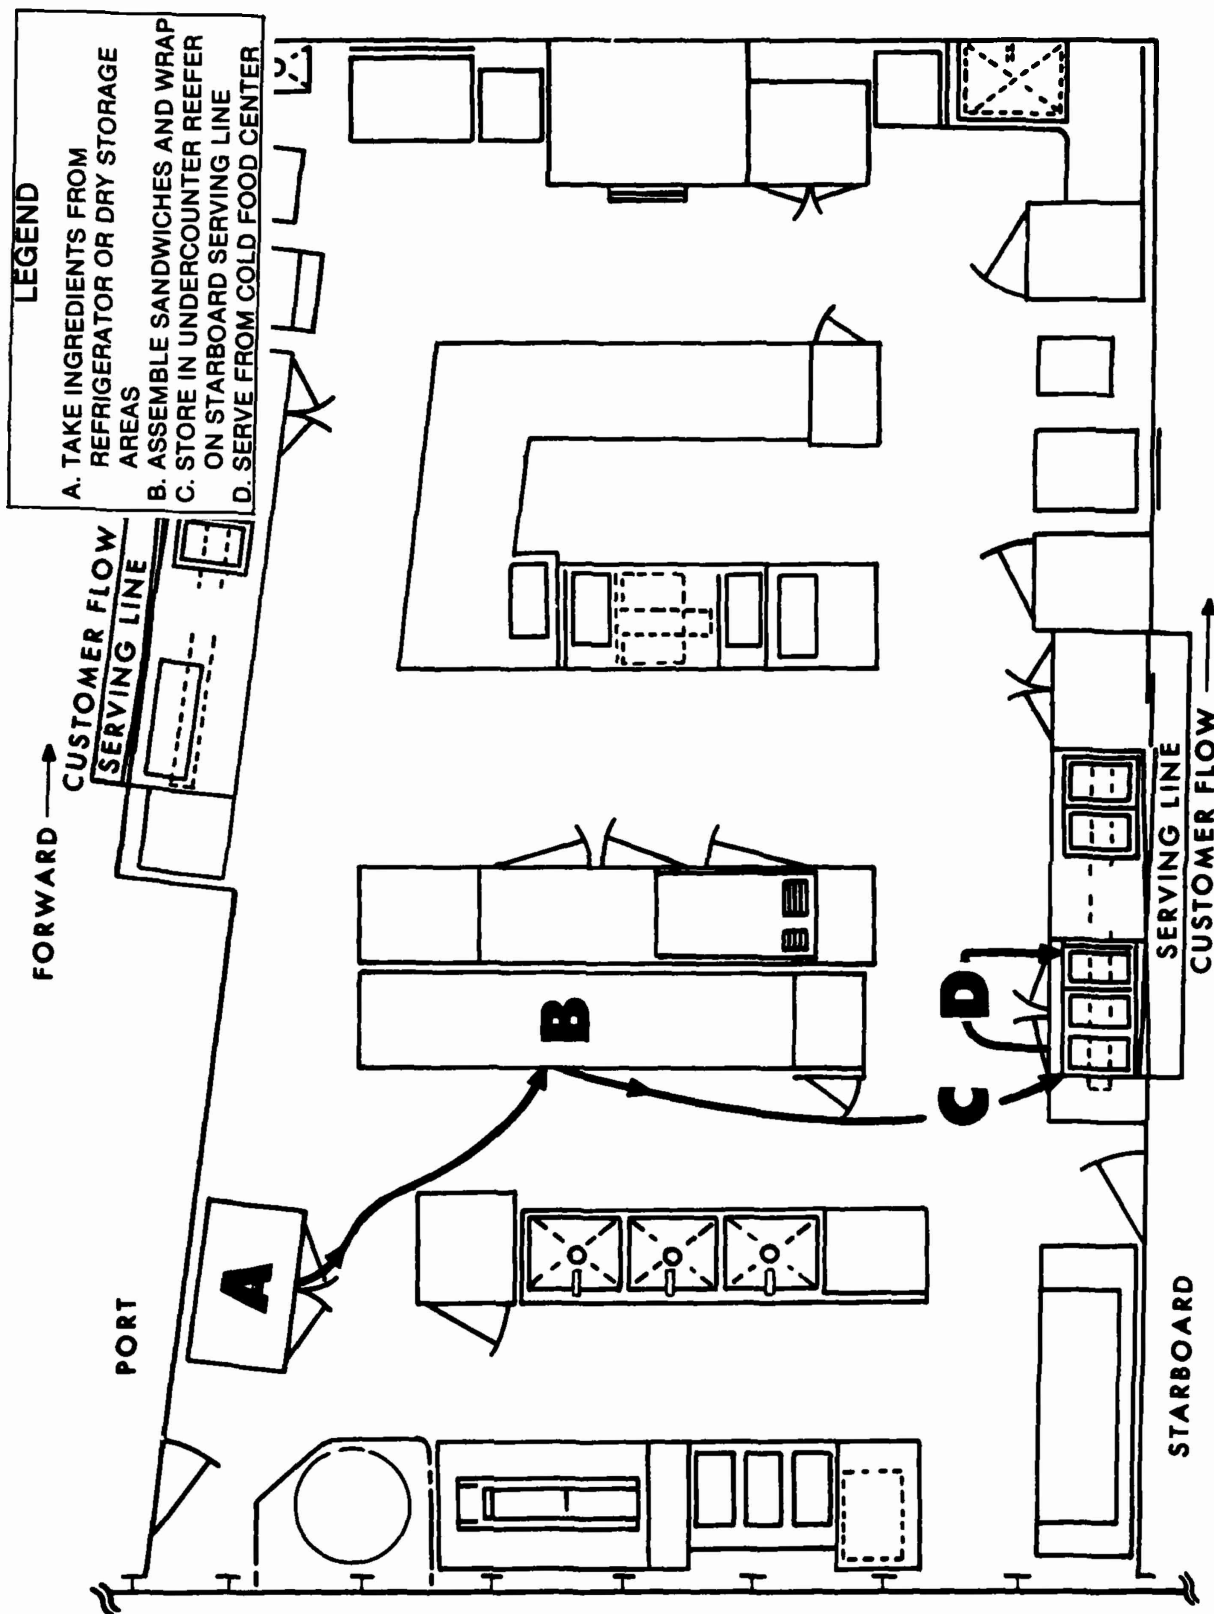 LEGEND
A. TAKE INGREDIENTS FROM
REFRIGERATOR OR DRY STORAGE
AREAS
B. ASSEMBLE SANDWICHES AND WRAP
C. STORE IN UNDERCOUNTER REEFER
ON STARBOARD SERVING LINE
D. SERVE FROM COLD FOOD CENTER
FORWARD
CUSTOMER FLOW
SERVING LINE
PORT
A
B
C
D
SERVING LINE
CUSTOMER FLOW
STARBOARD